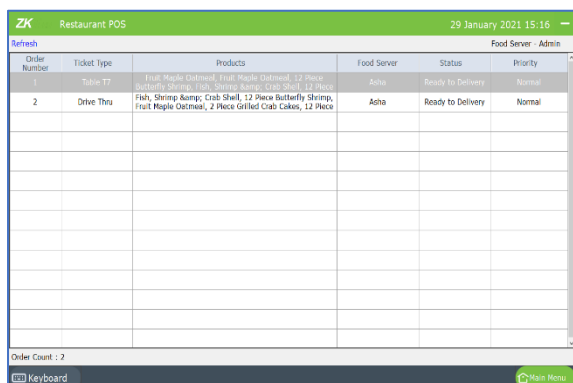 ZK Restaurant POS 29 January 2021 15:16
Refresh Food Server - Admin
Order Number Ticket Type Products Food Server Status Priority
1 Table T7 Fruit Maple Oatmeal, Fruit Maple Oatmeal, 12 Piece Asha Ready to Delivery Normal
Butterfly Shrimp, Fish, Shrimp &amp; Crab Shell, 12 Piece
2 Drive Thru Fish, Shrimp &amp; Crab Shell, 12 Piece Butterfly Shrimp, Asha Ready to Delivery Normal
Fruit Maple Oatmeal, 2 Piece Grilled Crab Cakes, 12 Piece
Order Count : 2
Keyboard Main Menu